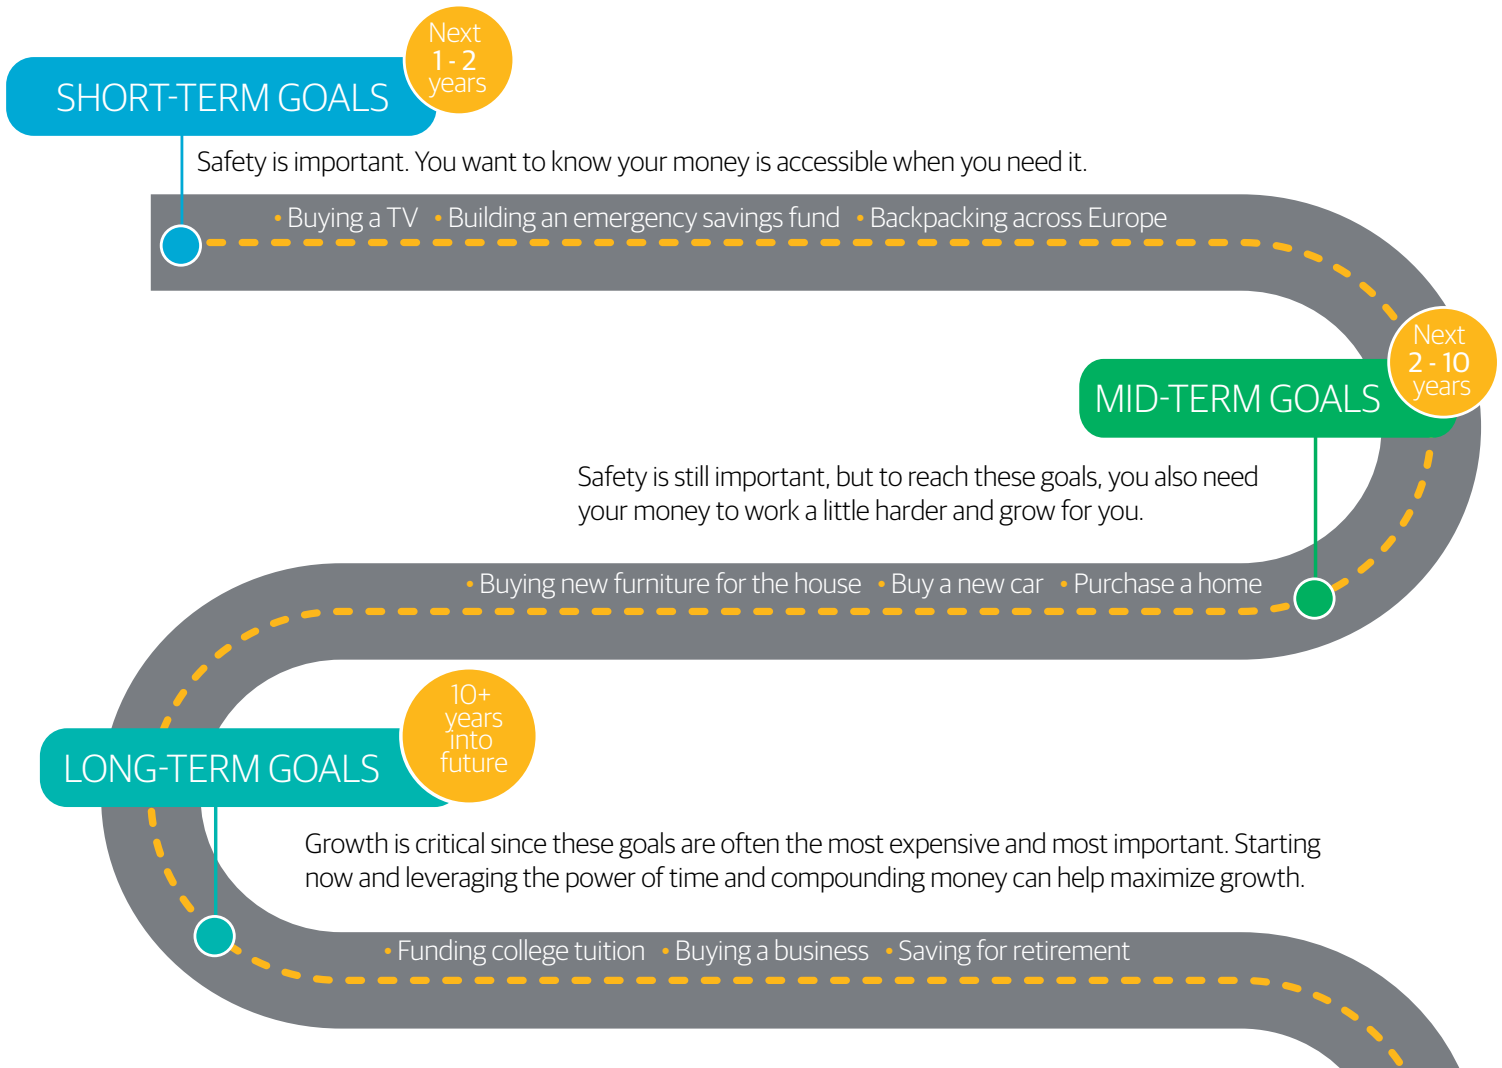 Next
1 - 2
years
SHORT-TERM GOALS
Safety is important. You want to know your money is accessible when you need it.
• Buying a TV • Building an emergency savings fund • Backpacking across Europe
Next
2 - 10
years
MID-TERM GOALS
Safety is still important, but to reach these goals, you also need
your money to work a little harder and grow for you.
• Buying new furniture for the house • Buy a new car • Purchase a home
10+
years
into
future
LONG-TERM GOALS
Growth is critical since these goals are often the most expensive and most important. Starting
now and leveraging the power of time and compounding money can help maximize growth.
• Funding college tuition • Buying a business • Saving for retirement